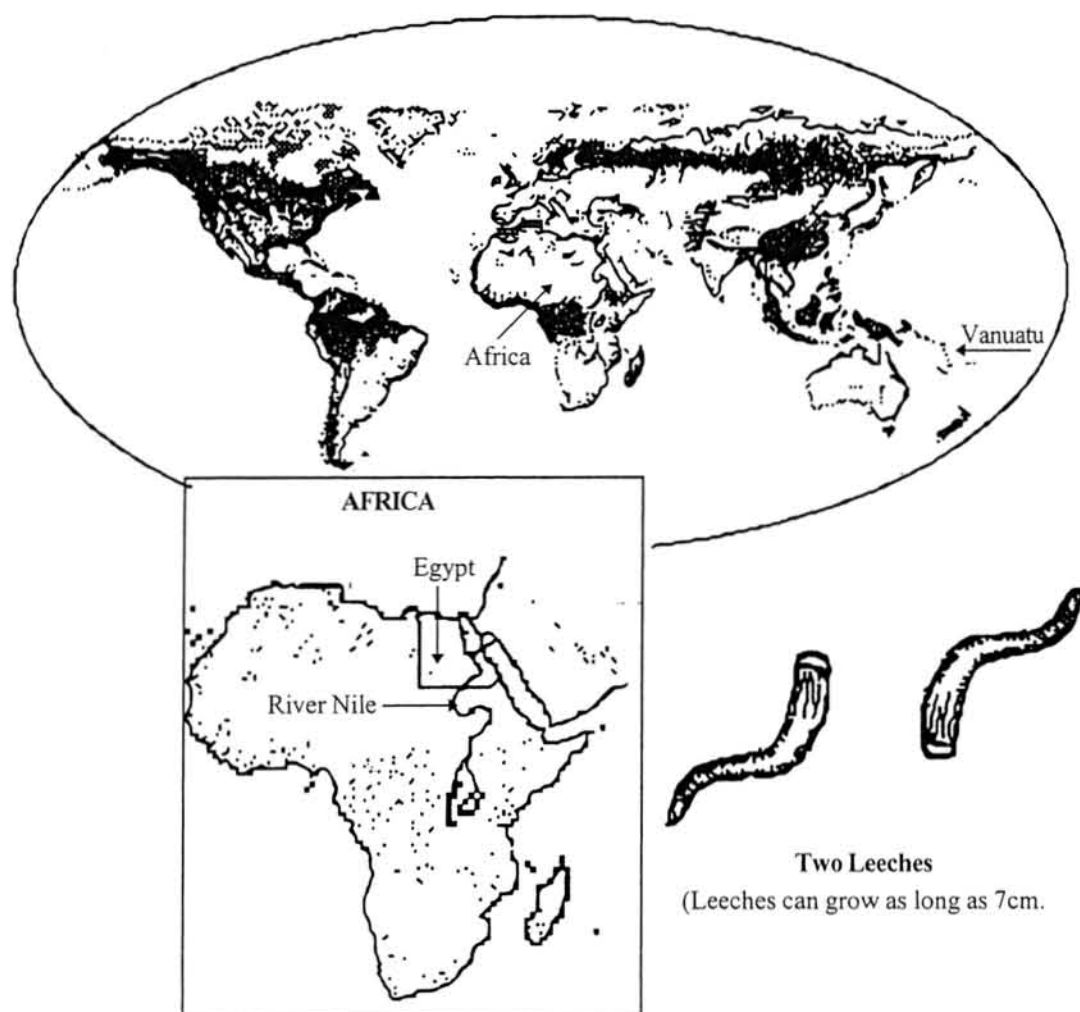 Africa
Vanuatu
AFRICA
Egypt
River Nile
Two Leeches
(Leeches can grow as long as 7cm.